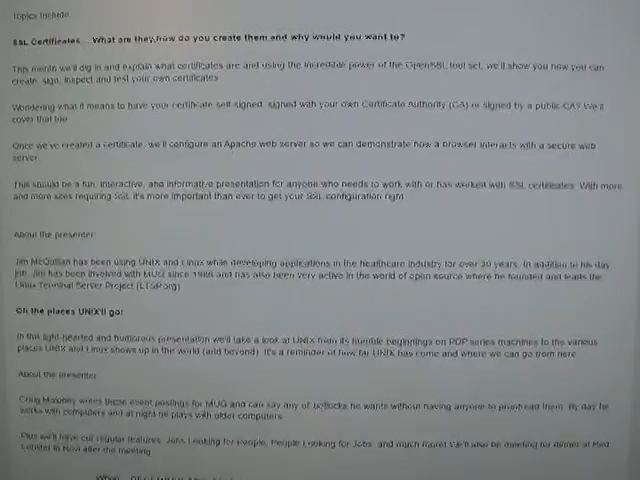 Topics Include
SSL Certificates... What are they,how do you create them and why would you want to?
This month we'll dig in and explain what certificates are and using the incredible power of the OpenSSL tool set, we'll show you how you can
create, sign, inspect and test your own certificates
Wondering what it means to have your certificate self signed, signed with your own Certificate Authority (CA) or signed by a public CA? We'll
cover that too
Once we've created a certificate, we'll configure an Apache web server so we can demonstrate how a browser interacts with a secure web
server
This should be a fun, interactive, and informative presentation for anyone who needs to work with or has worked with SSL certificates. With more
and more sites requiring SSL it's more important than ever to get your SSL configuration right
About the presenter:
Jim McQuillan has been using UNIX and Linux while developing applications in the healthcare industry for over 30 years. In addition to his day
job, Jim has been involved with MUG since and has also been very active in the world of open source where he founded and leads the
Linux Terminal Server Project (LTSP.org)
Oh the places UNIX'll go!
In this light-hearted and humorous presentation we'll take a look at UNIX from its humble beginnings on PDP series machines to the various
places UNIX and Linux shows up in the world (and beyond). It's a reminder of how far UNIX has come and where we can go from here
About the presenter:
Craig Maloney writes these event postings for MUG and can say any ol' bollocks he wants without having anyone to proofread them. By day he
works with computers and at night he plays with older computers
Plus we'll have our regular features: Jobs Looking for People, People Looking for Jobs, and much more! We'll also be meeting for dinner at Red
Lobster in Novi after the meeting
When